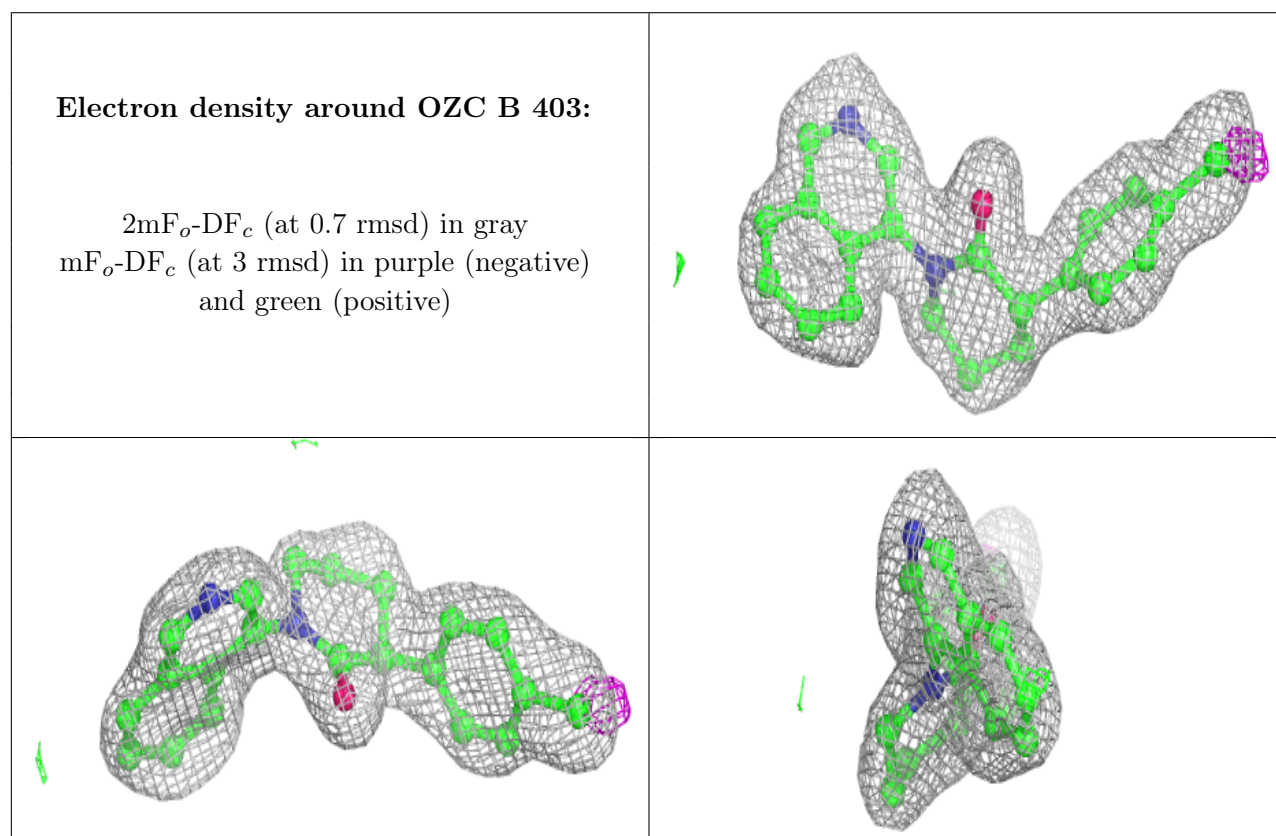 Electron density around OZC B 403:
2mFo-DFc (at 0.7 rmsd) in gray
mFo-DFc (at 3 rmsd) in purple (negative)
and green (positive)